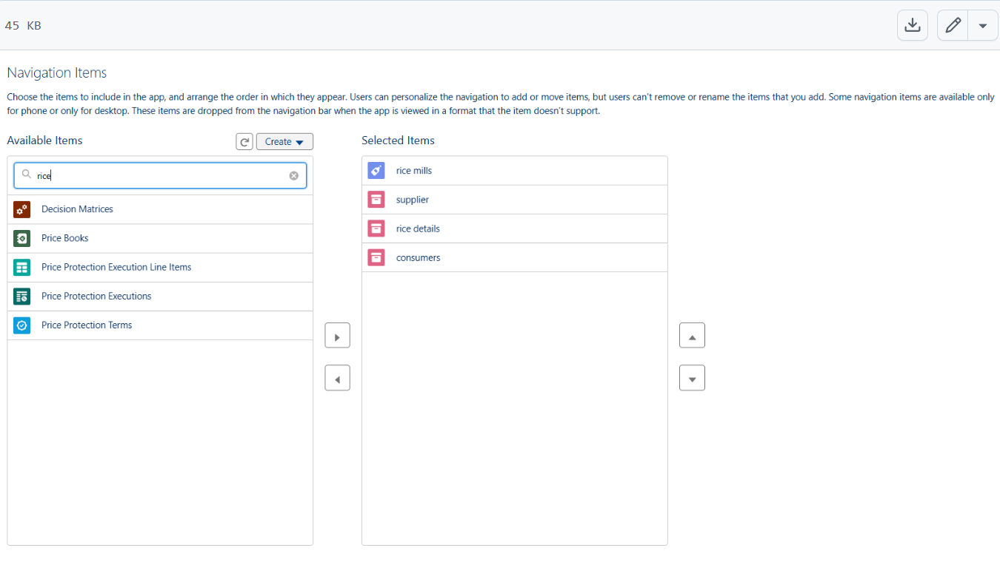 45 KB
Navigation Items
Choose the items to include in the app, and arrange the order in which they appear. Users can personalize the navigation to add or move items, but users can't remove or rename the items that you add. Some navigation items are available only
for phone or only for desktop. These items are dropped from the navigation bar when the app is viewed in a format that the item doesn't support.
Available Items
Create
Selected Items
rice
Decision Matrices
Price Books
Price Protection Execution Line Items
Price Protection Executions
Price Protection Terms
rice mills
supplier
rice details
consumers